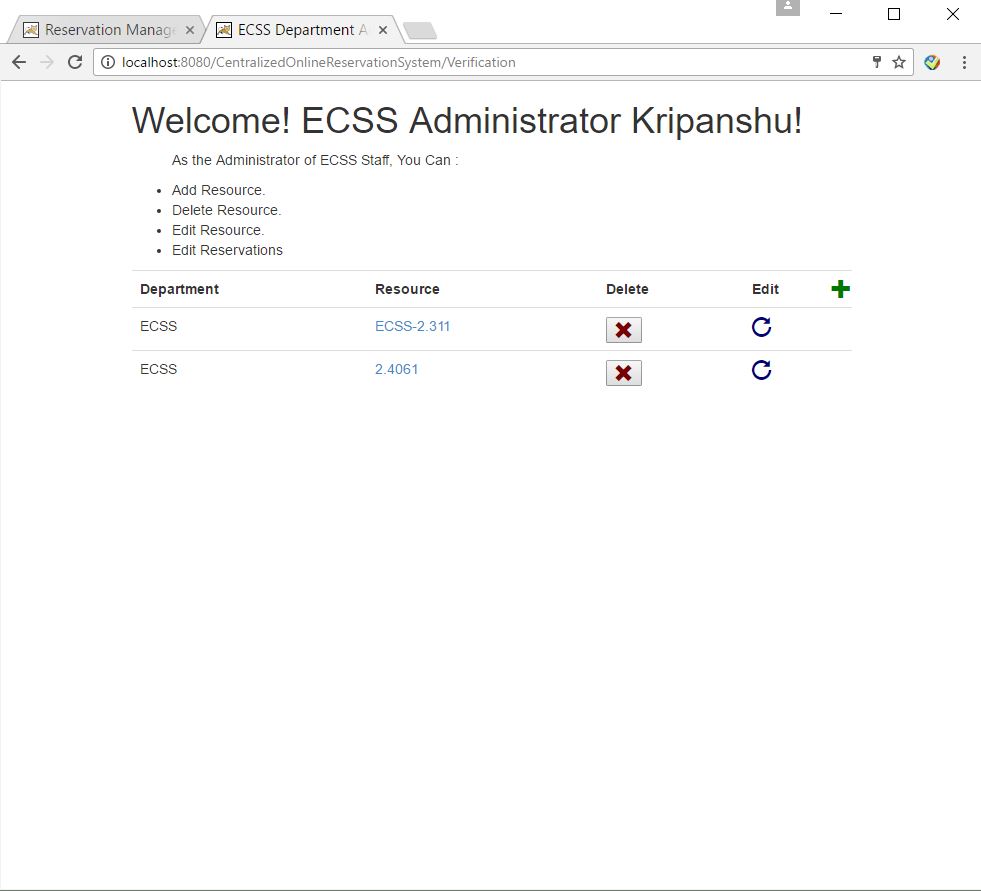 Reservation Manage
ECSS Department A
localhost:8080/CentralizedOnlineReservationSystem/Verification
Welcome! ECSS Administrator Kripanshu!
As the Administrator of ECSS Staff, You Can :
• Add Resource.
• Delete Resource.
• Edit Resource.
• Edit Reservations
Department Resource Delete Edit
ECSS ECSS-2.311
ECSS 2.4061